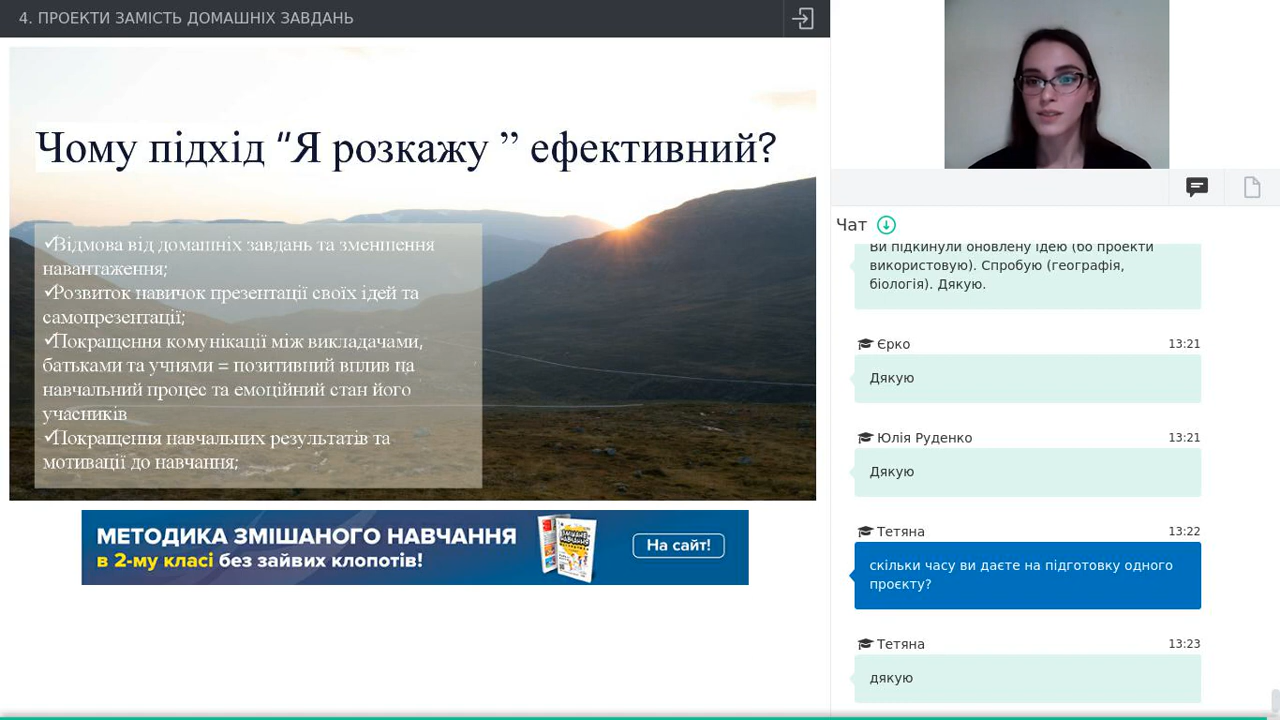 4. ПРОЕКТИ ЗАМІСТЬ ДОМАШНІХ ЗАВДАНЬ
Чому підхід “Я розкажу ” ефективний?
✓Відмова від домашніх завдань та зменшення
навантаження;
✓Розвиток навичок презентації своїх ідей та
самопрезентації;
✓Покращення комунікації між викладачами,
батьками та учнями = позитивний вплив на
навчальний процес та емоційний стан його
учасників
✓Покращення навчальних результатів та
мотивації до навчання;
МЕТОДИКА ЗМІШАНОГО НАВЧАННЯ
в 2-му класі без зайвих клопотів!
На сайт!
Чат
Ви підкинули оновлену ідею (бо проекти
використовую). Спробую (географія,
біологія). Дякую.
Єрко 13:21
Дякую
Юлія Руденко 13:21
Дякую
Тетяна 13:22
скільки часу ви даєте на підготовку одного
проєкту?
Тетяна 13:23
дякую